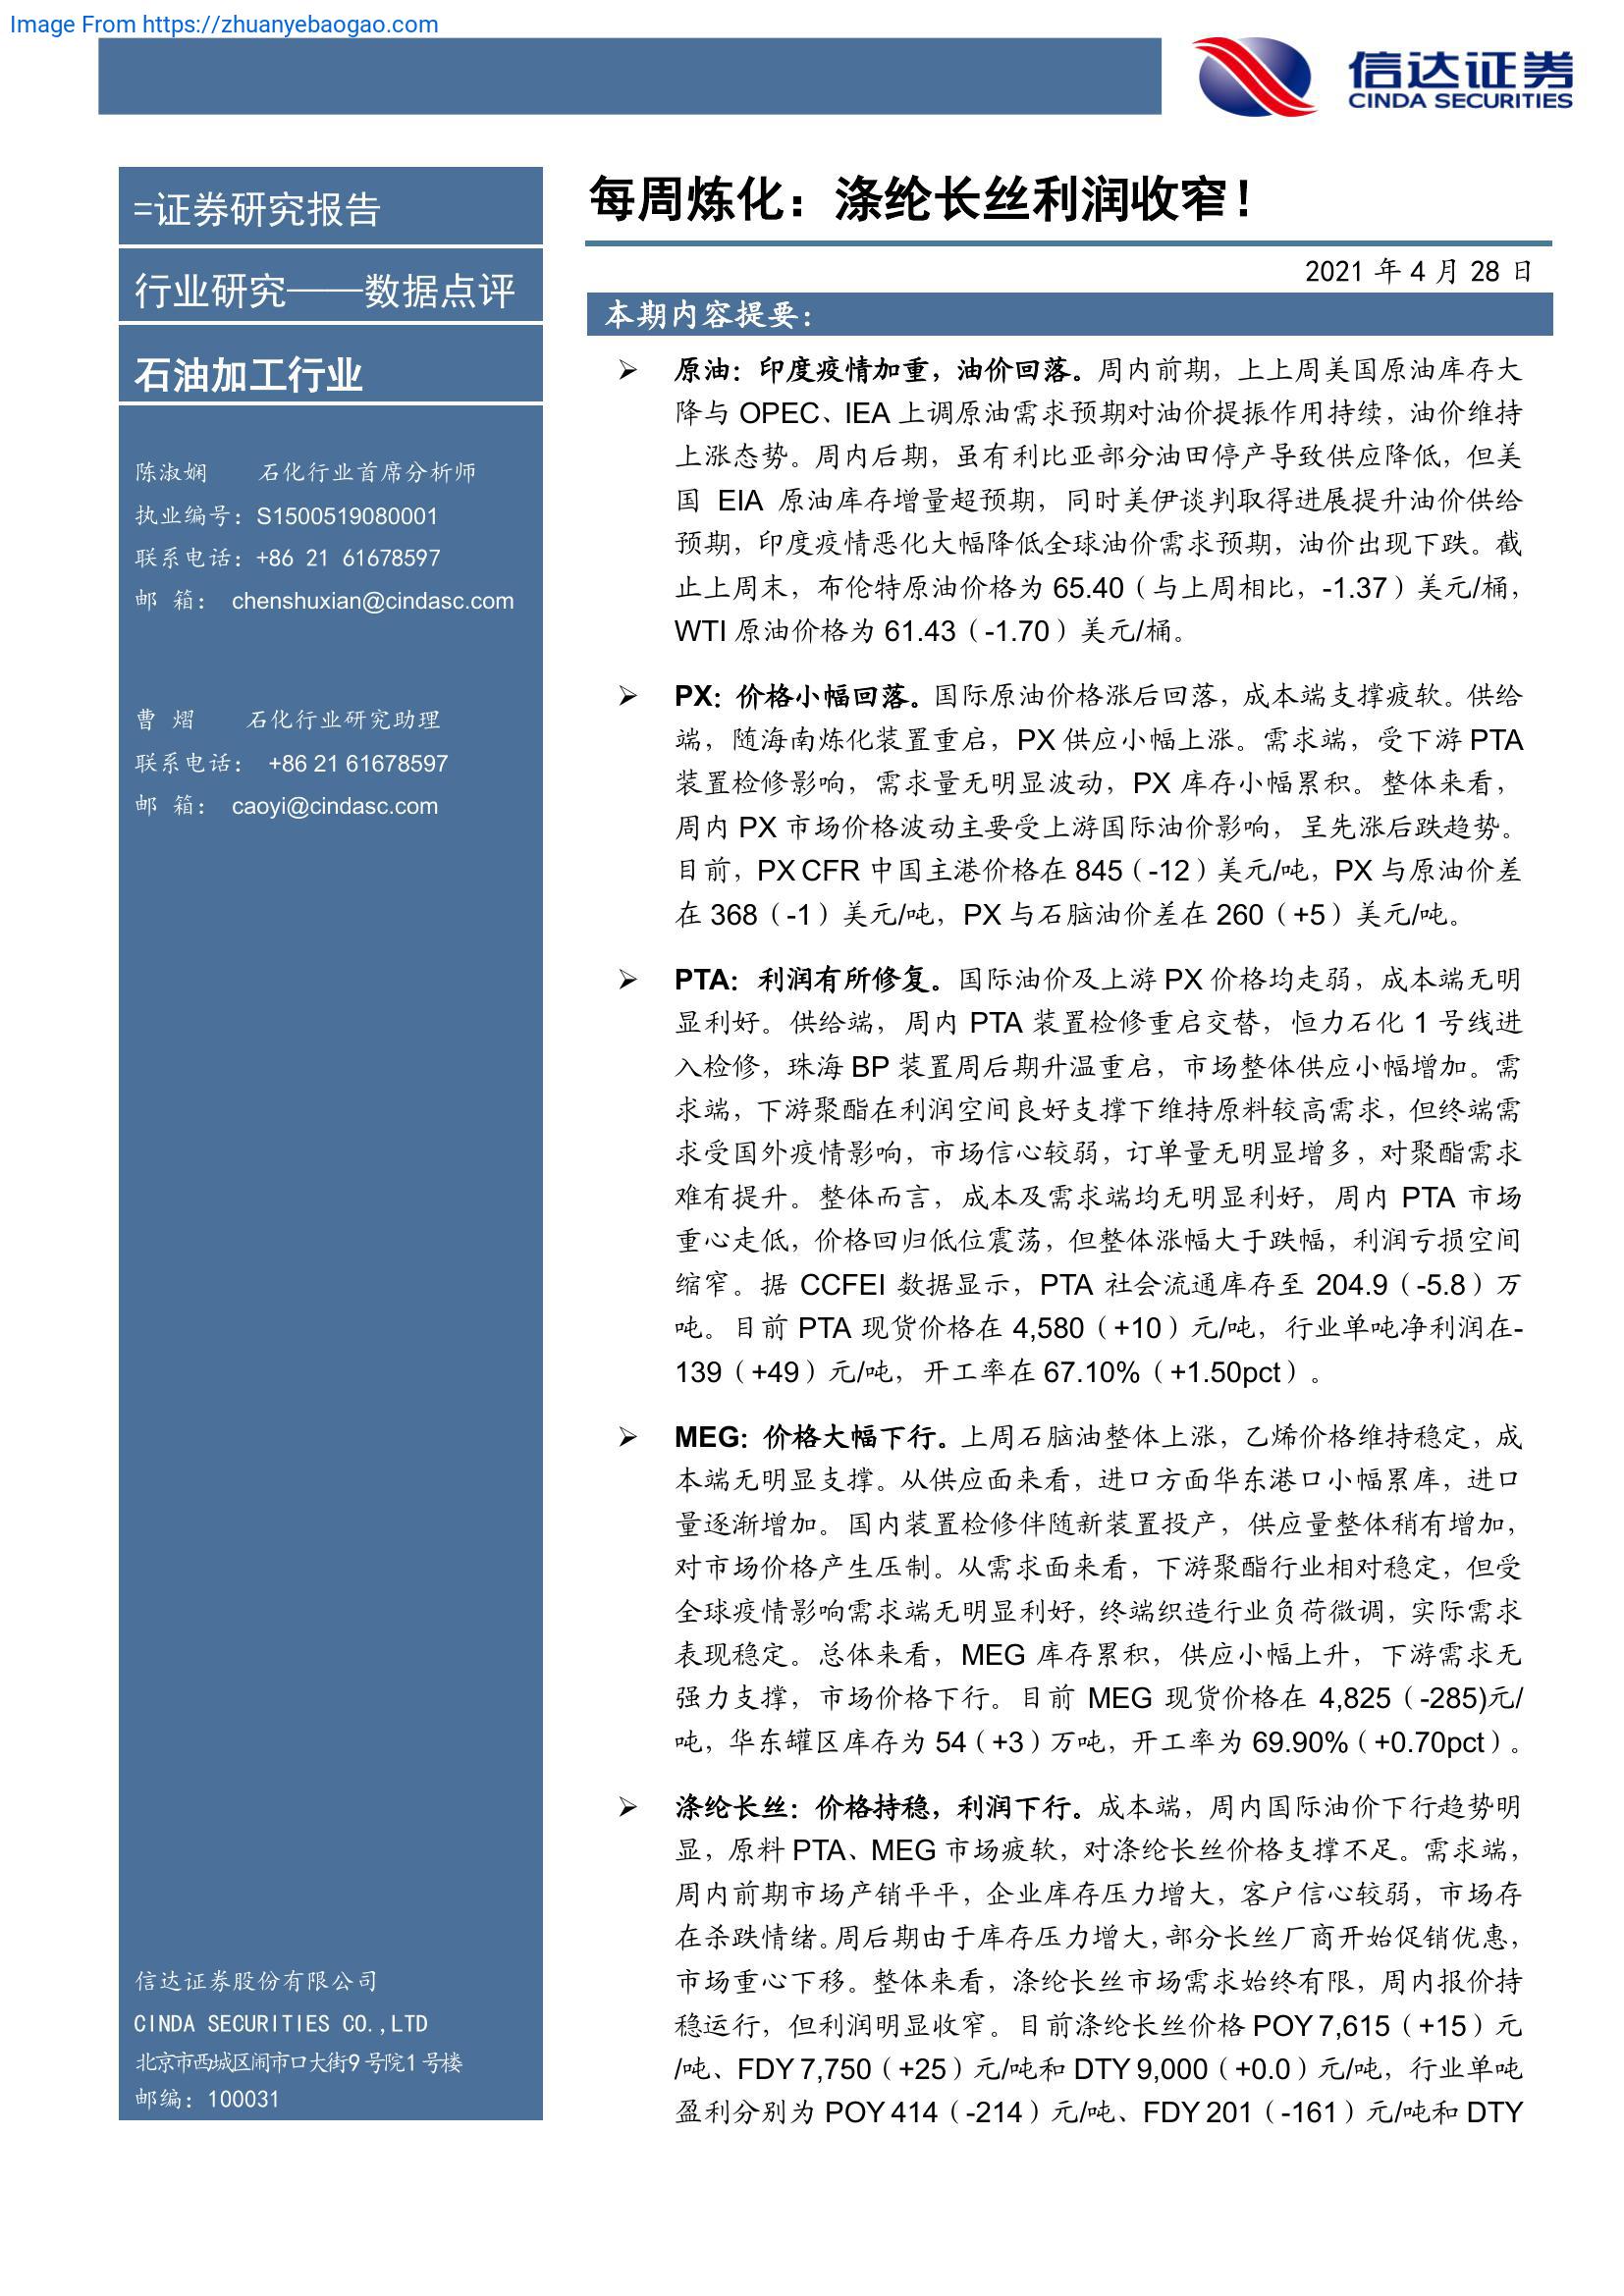 Image From https://zhuanyebaogao.com
信达证券
CINDA SECURITIES
=证券研究报告
行业研究——数据点评
石油加工行业
陈淑娴 石化行业首席分析师
执业编号：S1500519080001
联系电话：+86 21 61678597
邮 箱： chenshuxian@cindasc.com
曹 熠 石化行业研究助理
联系电话： +86 21 61678597
邮 箱： caoyi@cindasc.com
信达证券股份有限公司
CINDA SECURITIES CO.,LTD
北京市西城区闹市口大街9号院1号楼
邮编：100031
每周炼化：涤纶长丝利润收窄！
2021 年 4 月 28 日
本期内容提要：
➢ 原油：印度疫情加重，油价回落。周内前期，上上周美国原油库存大
降与 OPEC、IEA 上调原油需求预期对油价提振作用持续，油价维持
上涨态势。周内后期，虽有利比亚部分油田停产导致供应降低，但美
国 EIA 原油库存增量超预期，同时美伊谈判取得进展提升油价供给
预期，印度疫情恶化大幅降低全球油价需求预期，油价出现下跌。截
止上周末，布伦特原油价格为 65.40（与上周相比，-1.37）美元/桶，
WTI 原油价格为 61.43（-1.70）美元/桶。
➢ PX：价格小幅回落。国际原油价格涨后回落，成本端支撑疲软。供给
端，随海南炼化装置重启，PX 供应小幅上涨。需求端，受下游 PTA
装置检修影响，需求量无明显波动，PX 库存小幅累积。整体来看，
周内 PX 市场价格波动主要受上游国际油价影响，呈先涨后跌趋势。
目前，PX CFR 中国主港价格在 845（-12）美元/吨，PX 与原油价差
在 368（-1）美元/吨，PX 与石脑油价差在 260（+5）美元/吨。
➢ PTA：利润有所修复。国际油价及上游 PX 价格均走弱，成本端无明
显利好。供给端，周内 PTA 装置检修重启交替，恒力石化 1 号线进
入检修，珠海 BP 装置周后期升温重启，市场整体供应小幅增加。需
求端，下游聚酯在利润空间良好支撑下维持原料较高需求，但终端需
求受国外疫情影响，市场信心较弱，订单量无明显增多，对聚酯需求
难有提升。整体而言，成本及需求端均无明显利好，周内 PTA 市场
重心走低，价格回归低位震荡，但整体涨幅大于跌幅，利润亏损空间
缩窄。据 CCFEI 数据显示，PTA 社会流通库存至 204.9（-5.8）万
吨。目前 PTA 现货价格在 4,580（+10）元/吨，行业单吨净利润在-
139（+49）元/吨，开工率在 67.10%（+1.50pct）。
➢ MEG：价格大幅下行。上周石脑油整体上涨，乙烯价格维持稳定，成
本端无明显支撑。从供应面来看，进口方面华东港口小幅累库，进口
量逐渐增加。国内装置检修伴随新装置投产，供应量整体稍有增加，
对市场价格产生压制。从需求面来看，下游聚酯行业相对稳定，但受
全球疫情影响需求端无明显利好，终端织造行业负荷微调，实际需求
表现稳定。总体来看，MEG 库存累积，供应小幅上升，下游需求无
强力支撑，市场价格下行。目前 MEG 现货价格在 4,825（-285)元/
吨，华东罐区库存为 54（+3）万吨，开工率为 69.90%（+0.70pct）。
➢ 涤纶长丝：价格持稳，利润下行。成本端，周内国际油价下行趋势明
显，原料 PTA、MEG 市场疲软，对涤纶长丝价格支撑不足。需求端，
周内前期市场产销平平，企业库存压力增大，客户信心较弱，市场存
在杀跌情绪。周后期由于库存压力增大，部分长丝厂商开始促销优惠，
市场重心下移。整体来看，涤纶长丝市场需求始终有限，周内报价持
稳运行，但利润明显收窄。目前涤纶长丝价格 POY 7,615（+15）元
/吨、FDY 7,750（+25）元/吨和 DTY 9,000（+0.0）元/吨，行业单吨
盈利分别为 POY 414（-214）元/吨、FDY 201（-161）元/吨和 DTY